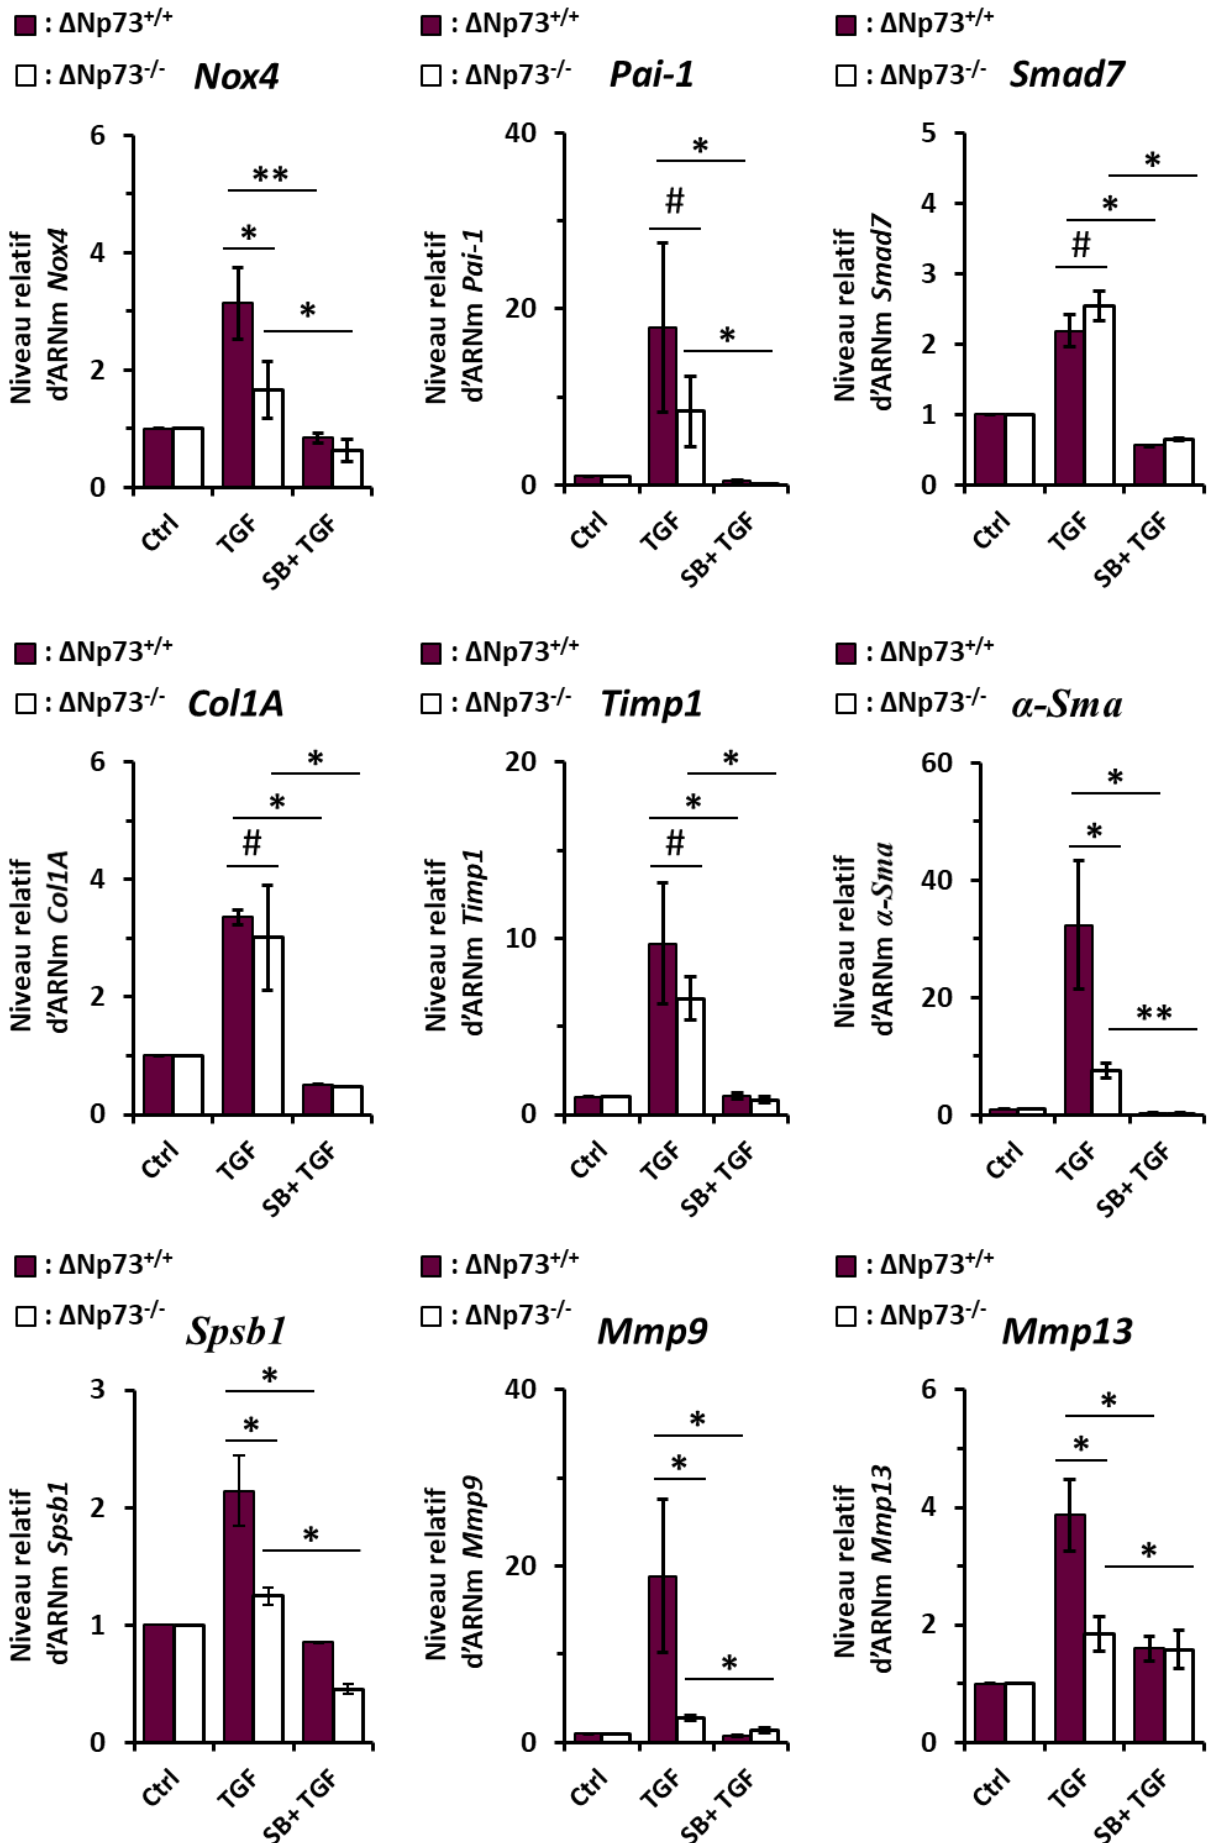 : ΔNp73+/+
: ΔNp73-/-
Nox4
Niveau relatif
d'ARNm Nox4
6
4
2
0
**
*
*
Ctrl
TGF
SB+ TGF
: ΔNp73+/+
: ΔNp73-/-
Pai-1
Niveau relatif
d'ARNm Pai-1
40
20
0
*
#
*
Ctrl
TGF
SB+ TGF
: ΔNp73+/+
: ΔNp73-/-
Smad7
Niveau relatif
d'ARNm Smad7
5
4
3
2
1
0
*
*
#
Ctrl
TGF
SB+ TGF
: ΔNp73+/+
: ΔNp73-/-
Col1A
Niveau relatif
d'ARNm Col1A
6
4
2
0
*
*
#
Ctrl
TGF
SB+ TGF
: ΔNp73+/+
: ΔNp73-/-
Timp1
Niveau relatif
d'ARNm Timp1
20
10
0
*
*
#
Ctrl
TGF
SB+ TGF
: ΔNp73+/+
: ΔNp73-/-
α-Sma
Niveau relatif
d'ARNm α-Sma
60
40
20
0
*
*
**
Ctrl
TGF
SB+ TGF
: ΔNp73+/+
: ΔNp73-/-
Spsb1
Niveau relatif
d'ARNm Spsb1
3
2
1
0
*
*
*
Ctrl
TGF
SB+ TGF
: ΔNp73+/+
: ΔNp73-/-
Mmp9
Niveau relatif
d'ARNm Mmp9
40
20
0
*
*
*
Ctrl
TGF
SB+ TGF
: ΔNp73+/+
: ΔNp73-/-
Mmp13
Niveau relatif
d'ARNm Mmp13
6
4
2
0
*
*
*
Ctrl
TGF
SB+ TGF